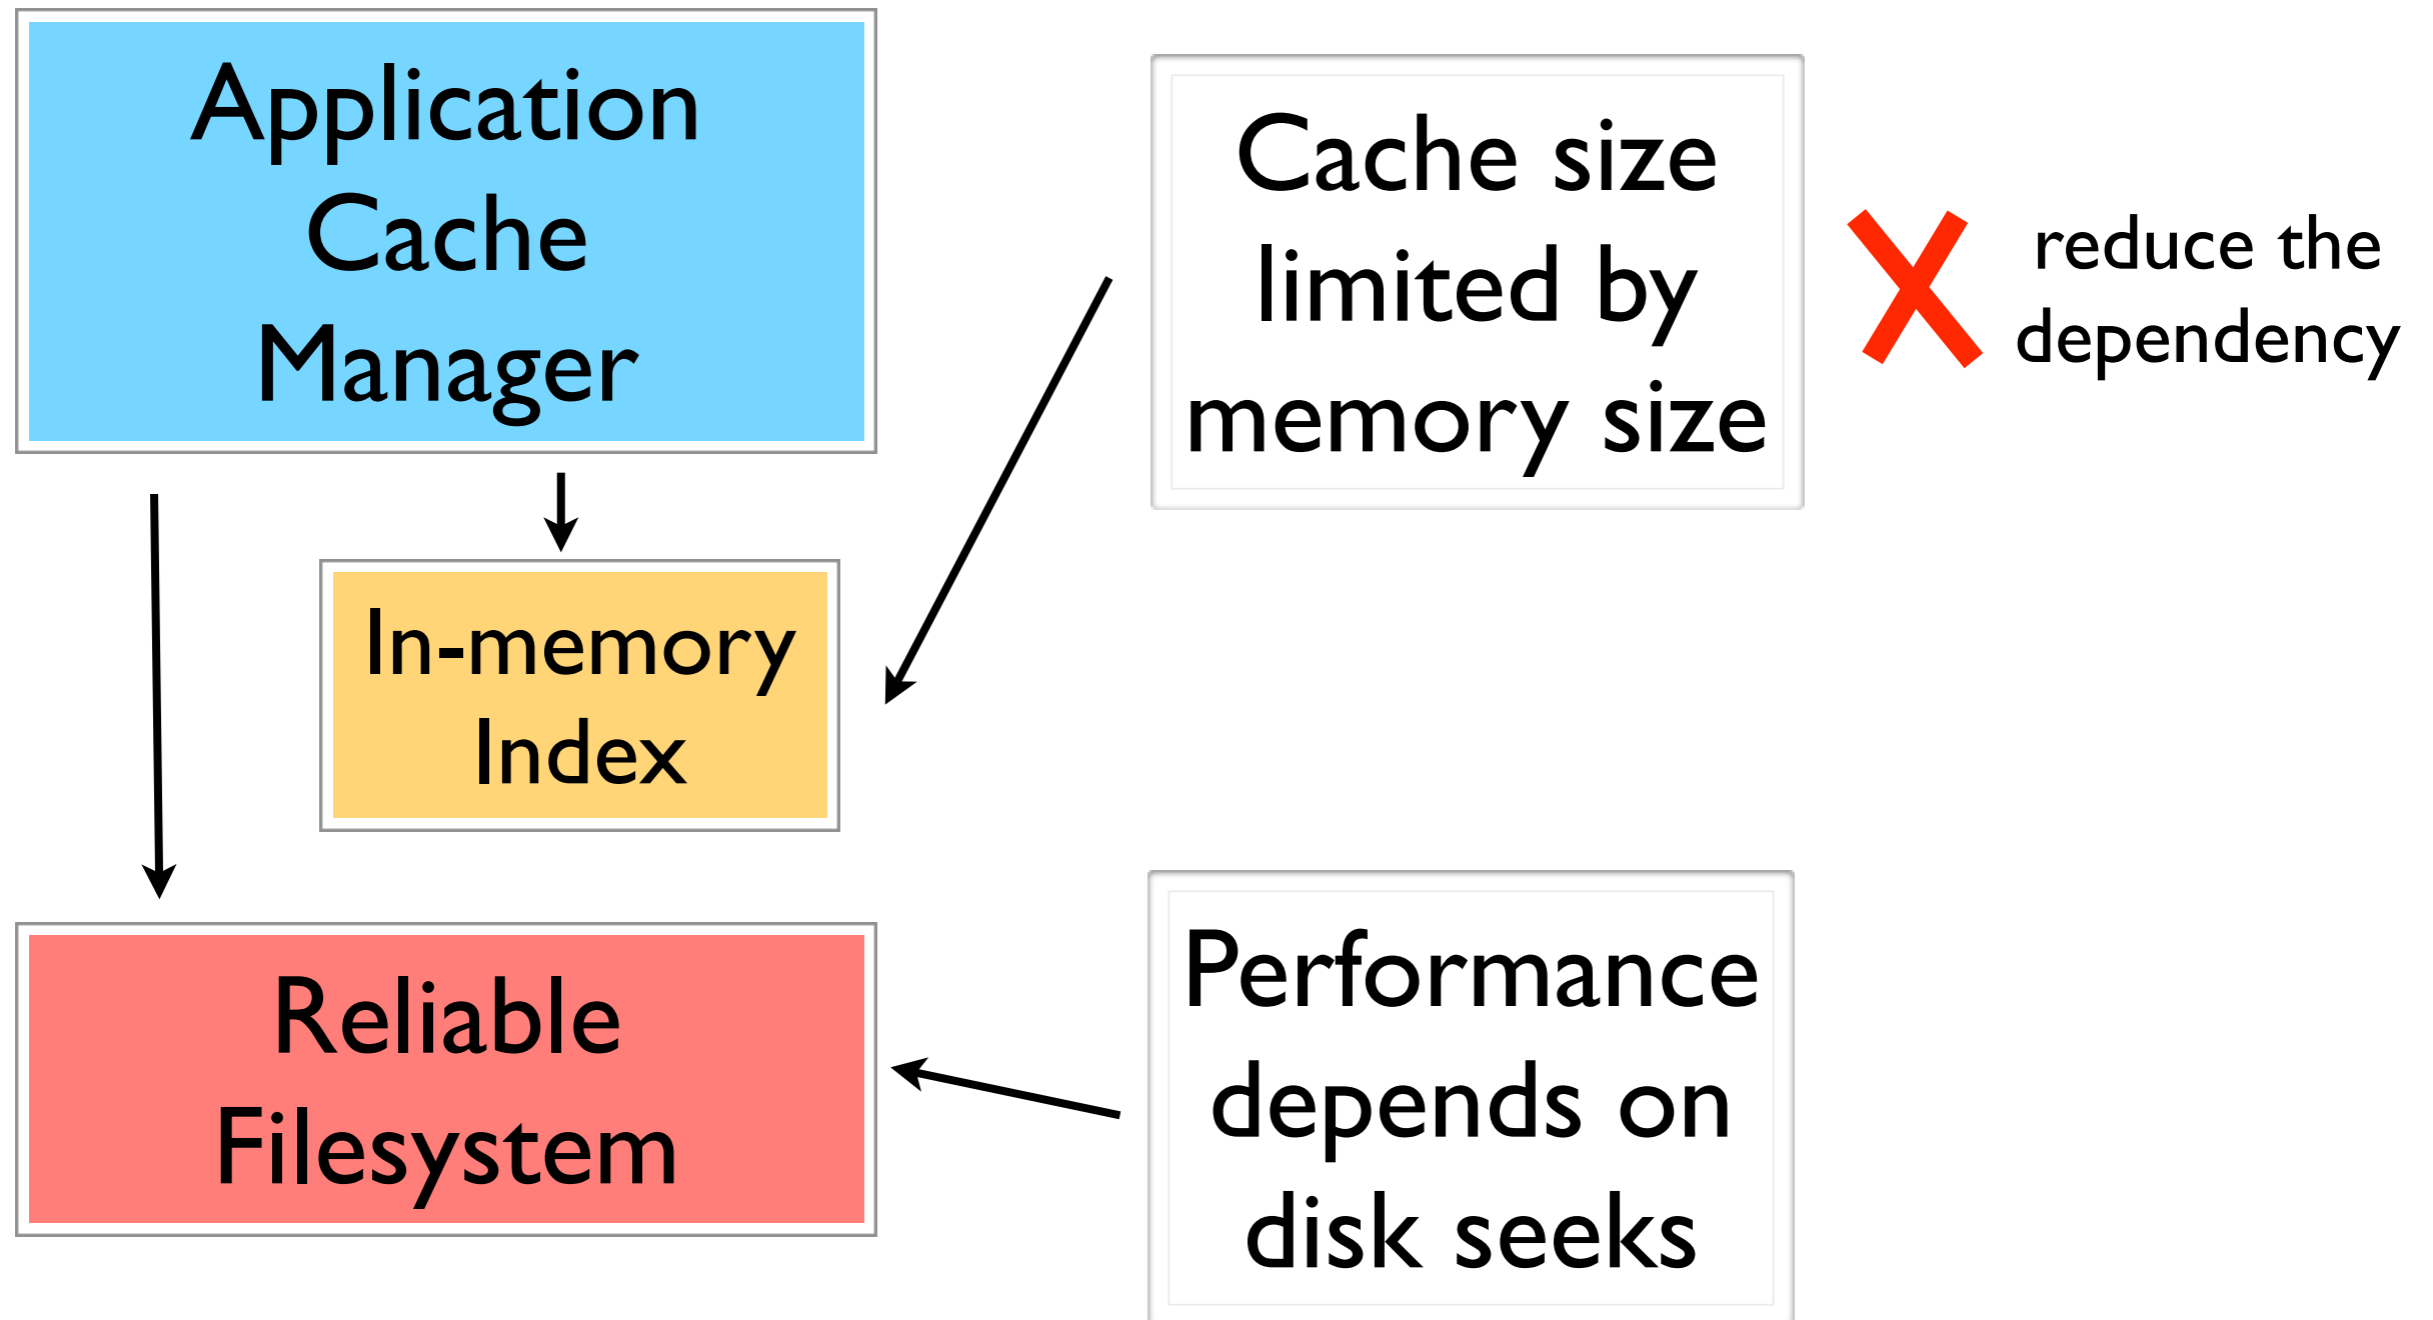 Application
Cache
Manager
In-memory
Index
Reliable
Filesystem
Cache size
limited by
memory size
reduce the
dependency
Performance
depends on
disk seeks